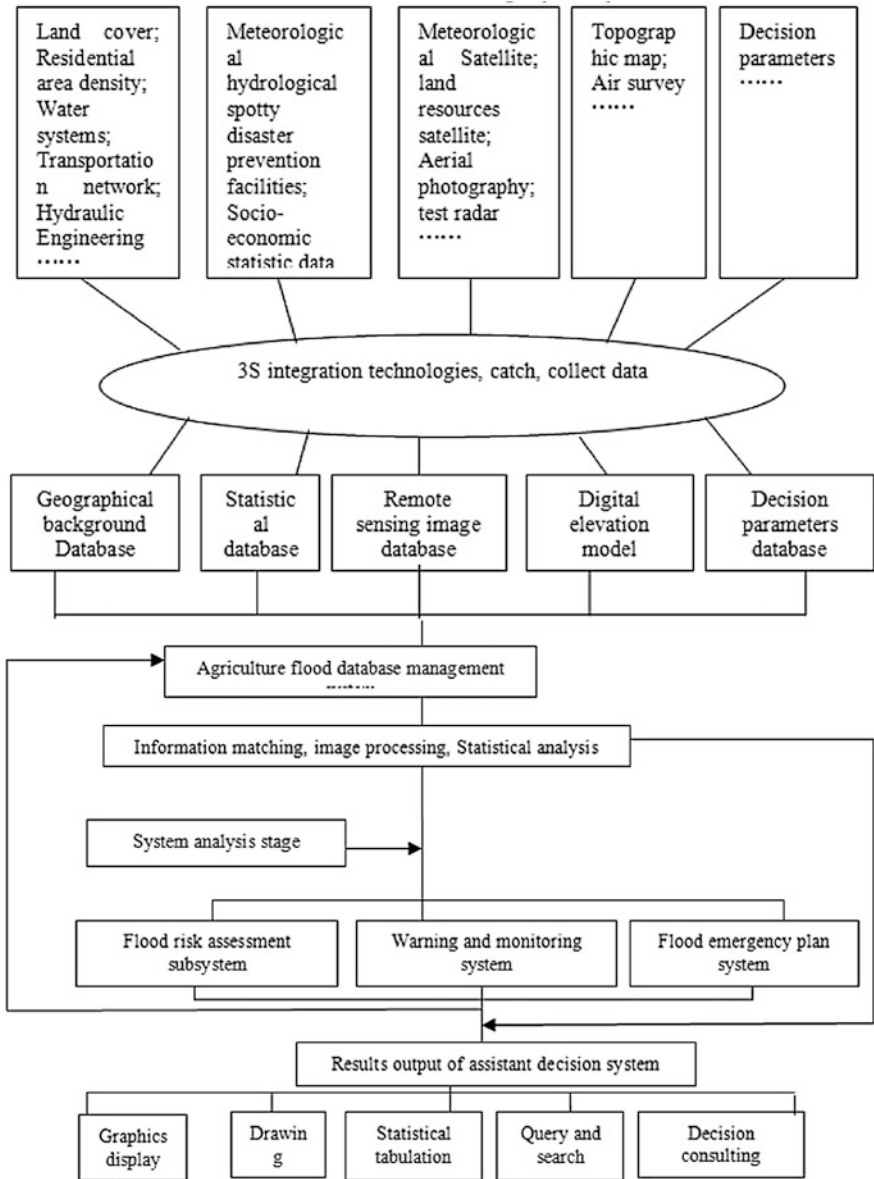 Land cover;
Residential
area density;
Water
systems;
Transportatio
n network;
Hydraulic
Engineering
……
Meteorologic
al
hydrological
spotty
disaster
prevention
facilities;
Socio-
economic
statistic data
Meteorologic
al Satellite;
land
resources
satellite;
Aerial
photography;
test radar
……
Topograp
hic map;
Air survey
……
Decision
parameters
……
3S integration technologies, catch, collect data
Geographical
background
Database
Statistic
al
database
Remote
sensing image
database
Digital
elevation
model
Decision
parameters
database
Agriculture flood database management
Information matching, image processing, Statistical analysis
System analysis stage
Flood risk assessment
subsystem
Warning and monitoring
system
Flood emergency plan
system
Results output of assistant decision system
Graphics
display
Drawin
g
Statistical
tabulation
Query and
search
Decision
consulting